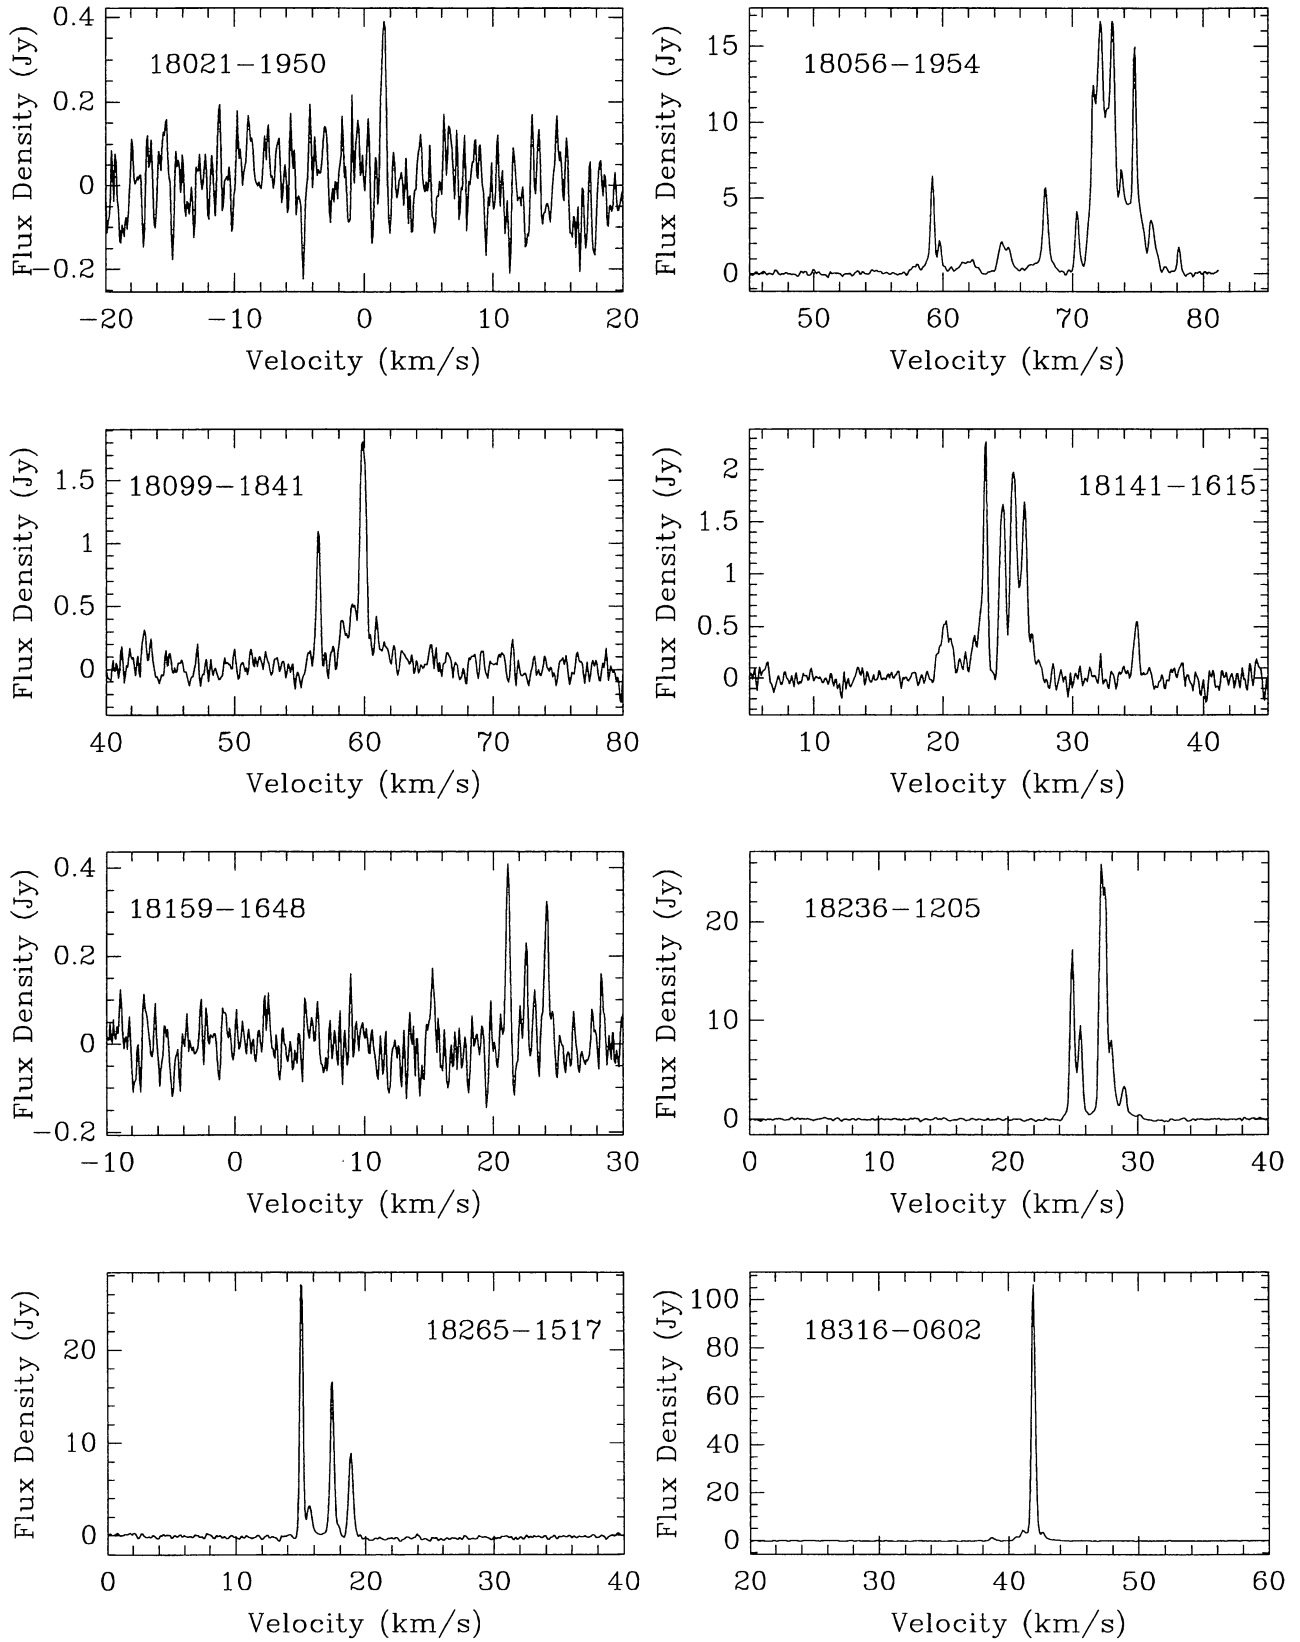 Flux Density (Jy)
0.4
0.2
0
−0.2
18021−1950
−20 −10 0 10 20
Velocity (km/s)
Flux Density (Jy)
15
10
5
0
18056−1954
50 60 70 80
Velocity (km/s)
Flux Density (Jy)
1.5
1
0.5
0
18099−1841
40 50 60 70 80
Velocity (km/s)
Flux Density (Jy)
2
1.5
1
0.5
0
18141−1615
10 20 30 40
Velocity (km/s)
Flux Density (Jy)
0.4
0.2
0
−0.2
18159−1648
−10 0 10 20 30
Velocity (km/s)
Flux Density (Jy)
20
10
0
18236−1205
0 10 20 30 40
Velocity (km/s)
Flux Density (Jy)
20
10
0
18265−1517
0 10 20 30 40
Velocity (km/s)
Flux Density (Jy)
100
80
60
40
20
0
18316−0602
20 30 40 50 60
Velocity (km/s)